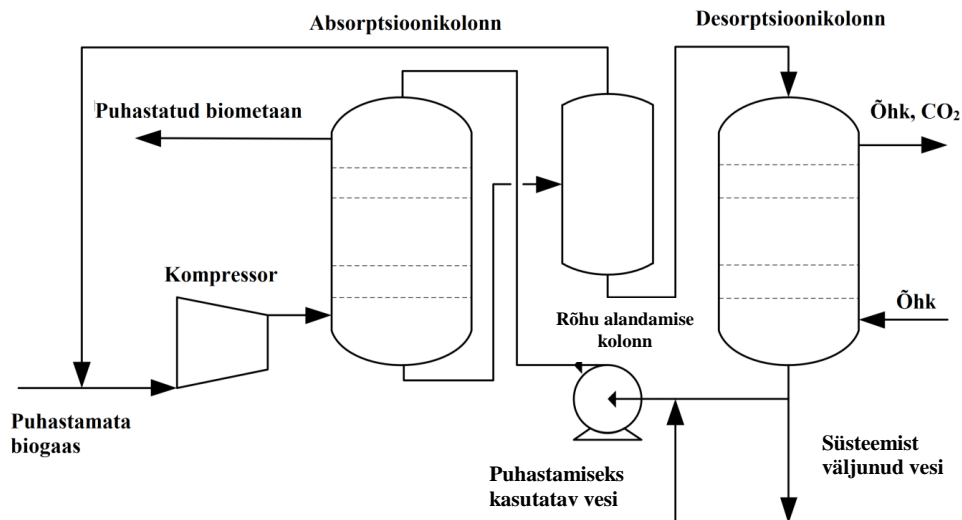 Absorptsioonikolonn
Desorptsioonikolonn
Puhastatud biometaan
Õhk, CO₂
Kompressor
Õhk
Rõhu alandamise
kolonn
Puhastamata
biogaas
Puhastamiseks
kasutatav vesi
Süsteemist
väljunud vesi